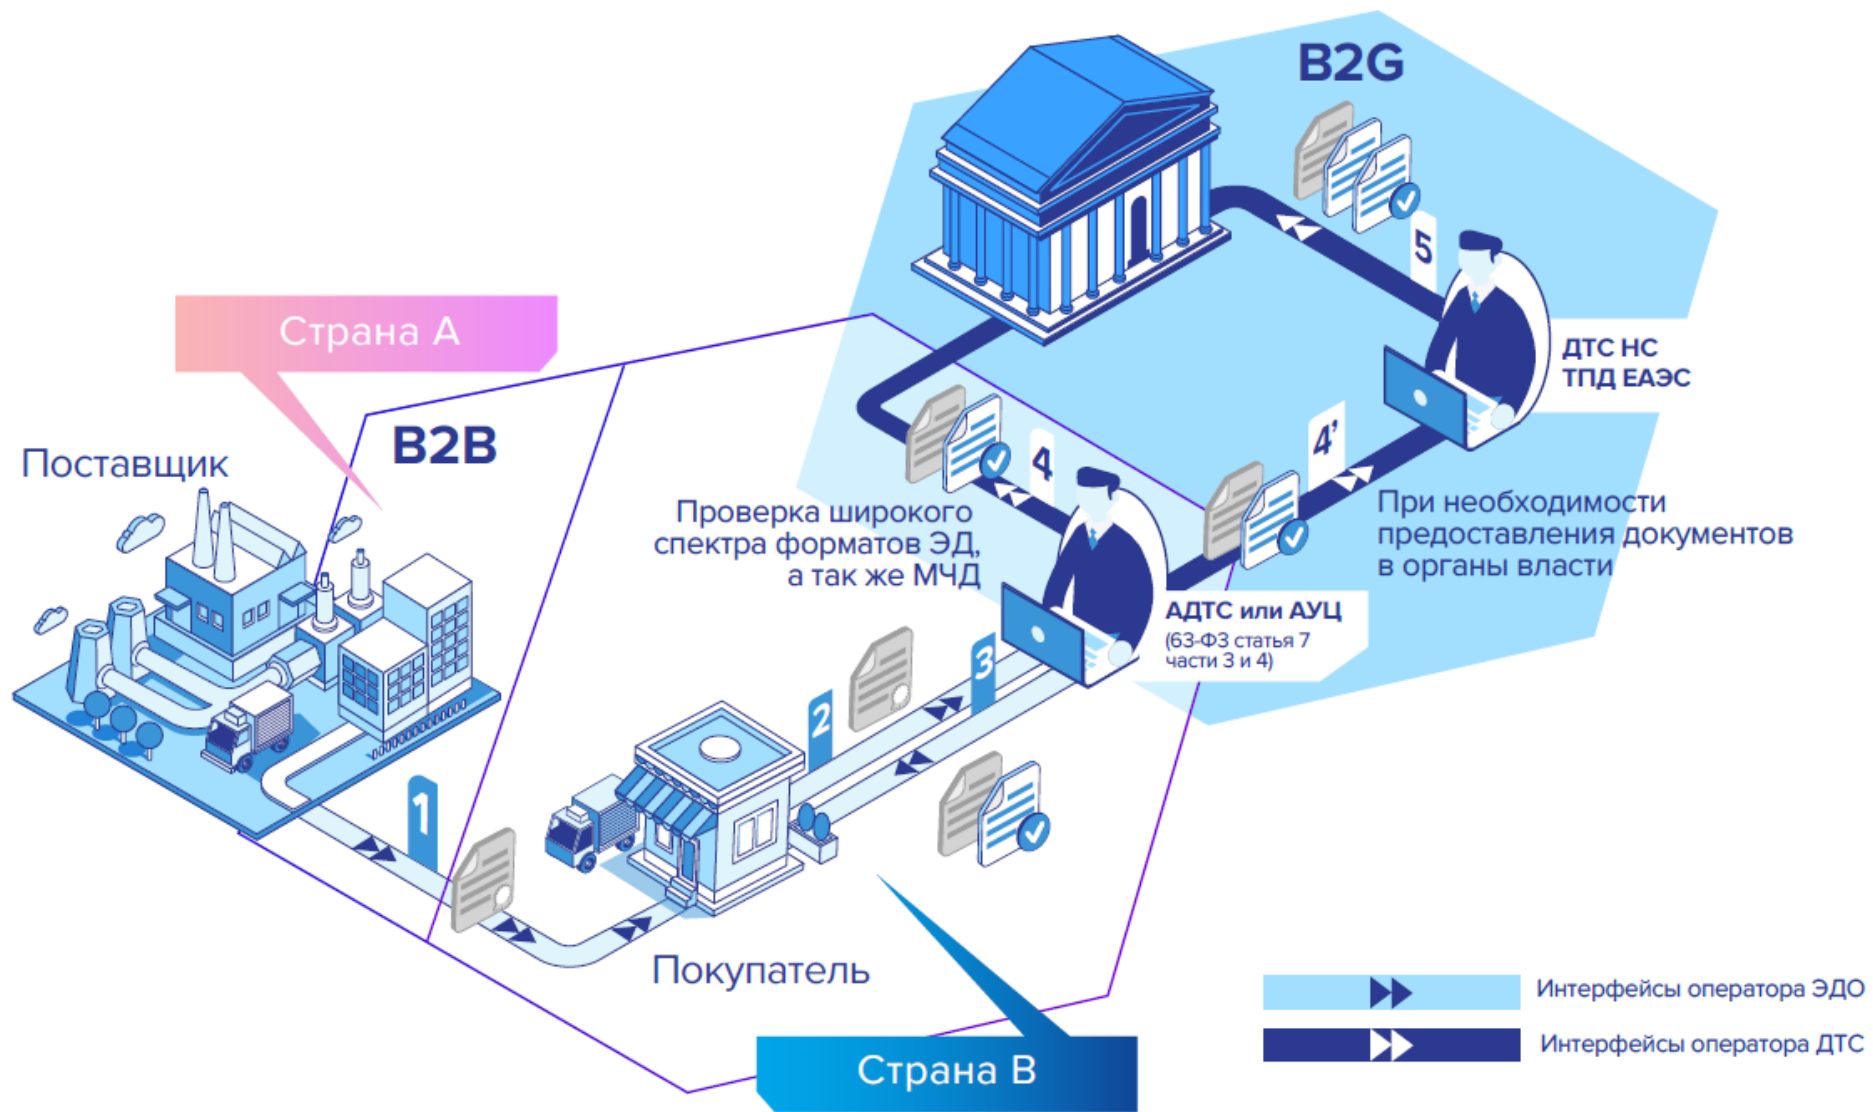 B2G
5
ДТС НС
ТПД ЕАЭС
Страна А
B2B
Поставщик
4
4’
Проверка широкого
спектра форматов ЭД,
а так же МЧД
При необходимости
предоставления документов
в органы власти
АДТС или АУЦ
(63-ФЗ статья 7
части 3 и 4)
3
2
1
Покупатель
Страна В
Интерфейсы оператора ЭДО
Интерфейсы оператора ДТС